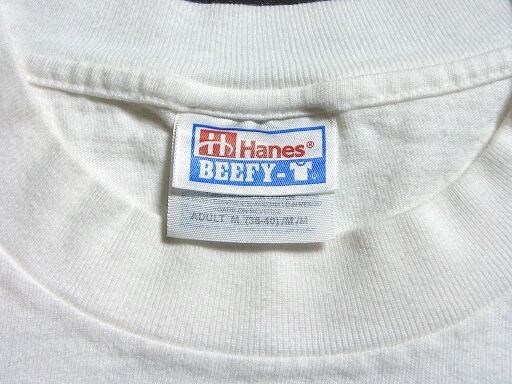 Hanes®
BEEFY-
ADULT M (38-40)/M/M